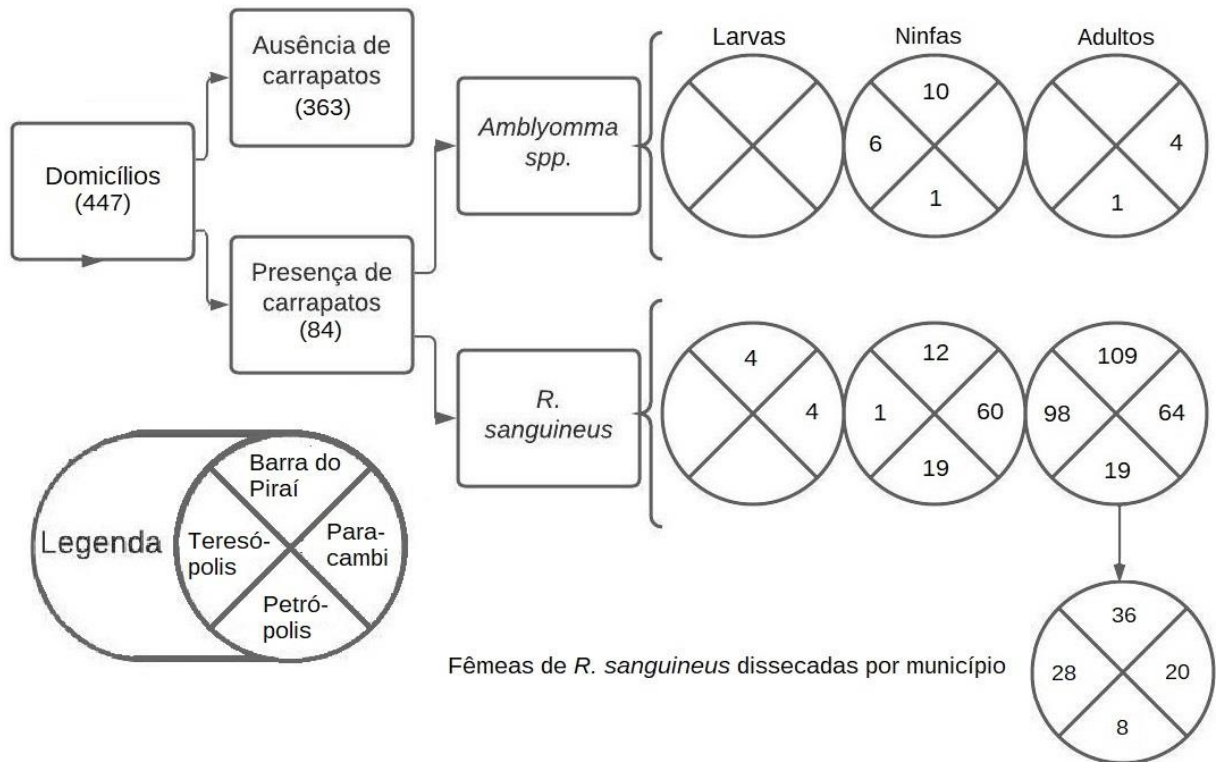 Ausência de
carrapatos
(363)
Domicílios
(447)
Presença de
carrapatos
(84)
Amblyomma
spp.
R.
sanguineus
Larvas
Ninfas
Adultos
10
6
1
4
1
4
4
12
1
60
19
109
98
64
19
Legenda
Barra do
Piraí
Teresó-
polis
Para-
cambi
Petró-
polis
Fêmeas de R. sanguineus dissecadas por município
36
28
20
8